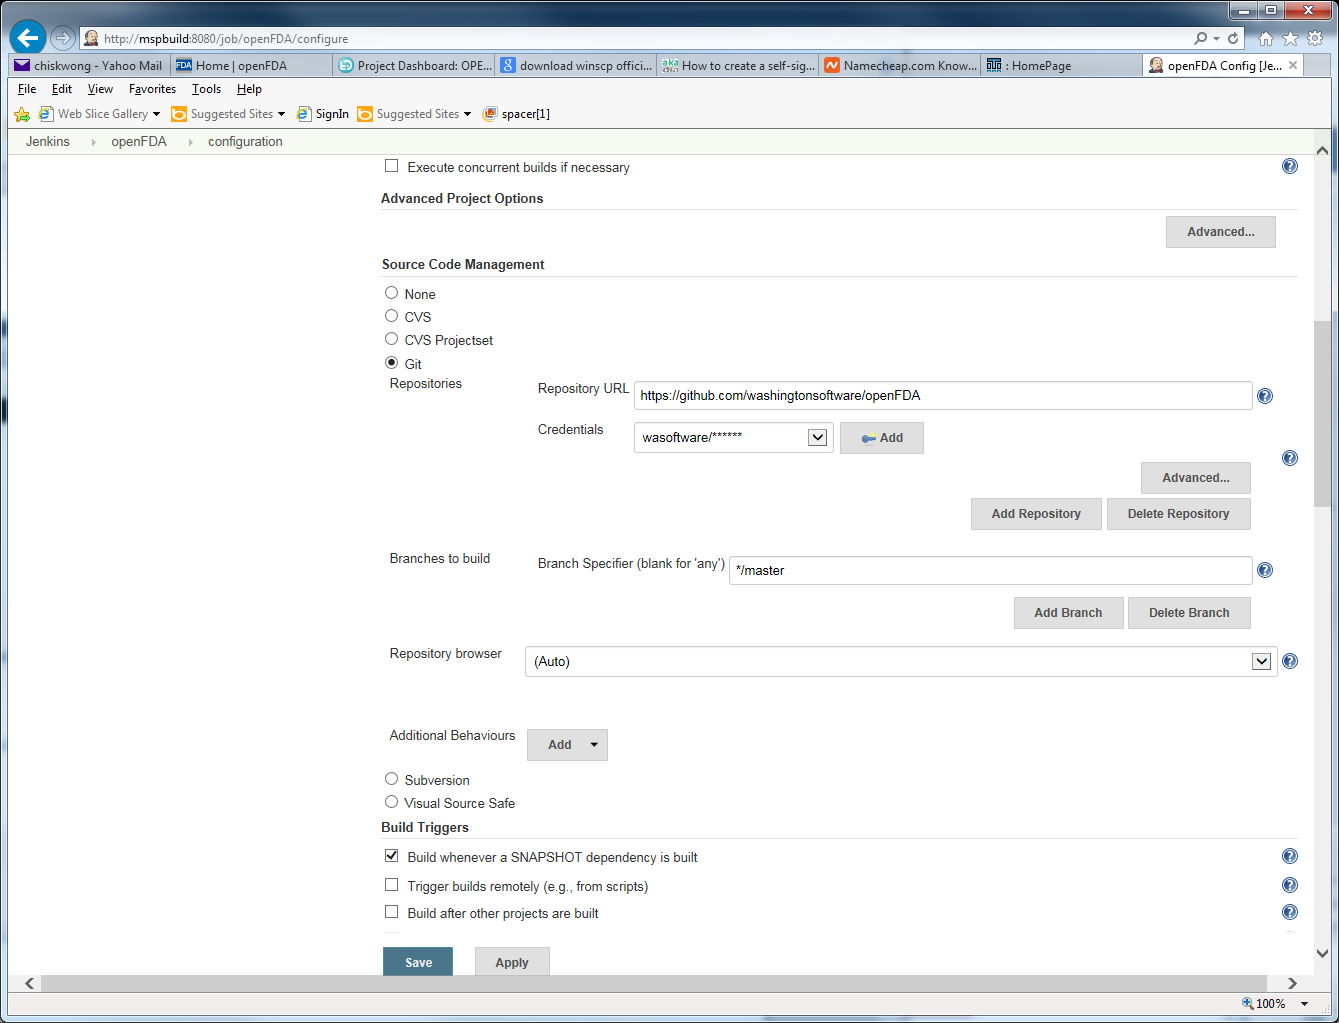 http://mspbuild:8080/job/openFDA/configure
chiskwong - Yahoo Mail
FDA Home | openFDA
Project Dashboard: OPE...
download winscp offici...
aka dia How to create a self-sig...
Namecheap.com Know...
: HomePage
openFDA Config [Je...
File Edit View Favorites Tools Help
Web Slice Gallery Suggested Sites SignIn Suggested Sites spacer[1]
Jenkins openFDA configuration
Execute concurrent builds if necessary
Advanced Project Options
Advanced...
Source Code Management
None
CVS
CVS Projectset
Git
Repositories
Repository URL https://github.com/washingtonsoftware/openFDA
Credentials wasoftware/****** Add
Advanced...
Add Repository Delete Repository
Branches to build Branch Specifier (blank for 'any') */master
Add Branch Delete Branch
Repository browser (Auto)
Additional Behaviours Add
Subversion
Visual Source Safe
Build Triggers
Build whenever a SNAPSHOT dependency is built
Trigger builds remotely (e.g., from scripts)
Build after other projects are built
Save Apply
100%